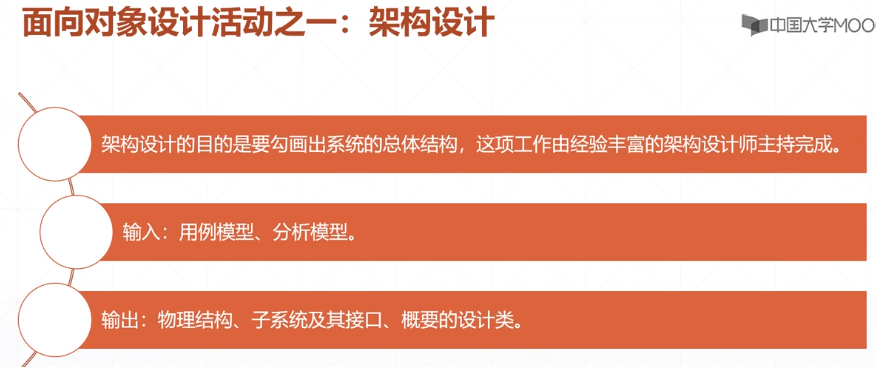 面向对象设计活动之一：架构设计
中国大学MOO
架构设计的目的是要勾画出系统的总体结构，这项工作由经验丰富的架构设计师主持完成。
输入：用例模型、分析模型。
输出：物理结构、子系统及其接口、概要的设计类。